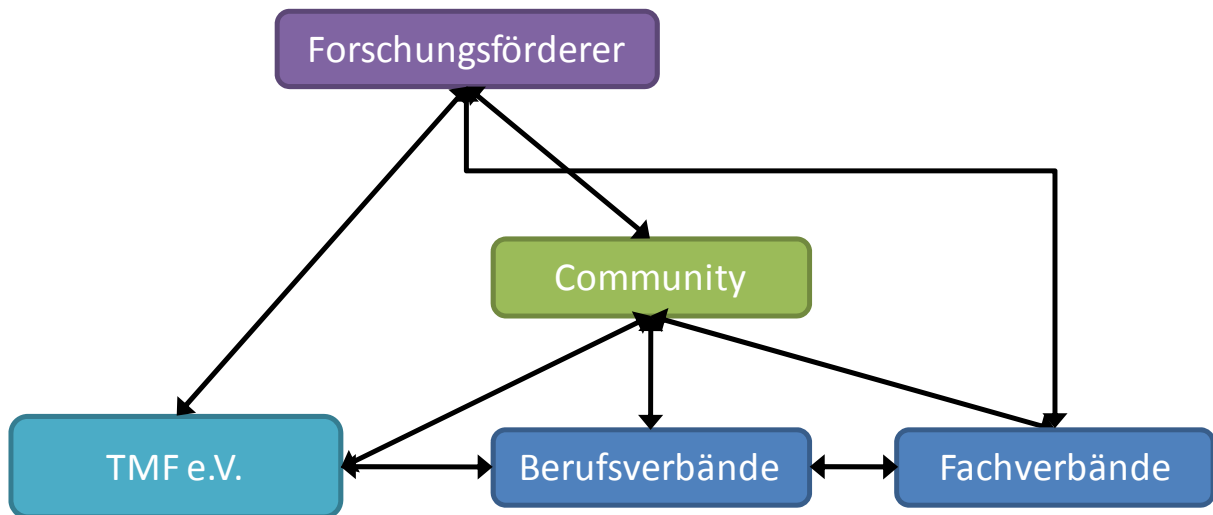 Forschungsförderer
Community
TMF e.V.
Berufsverbände
Fachverbände